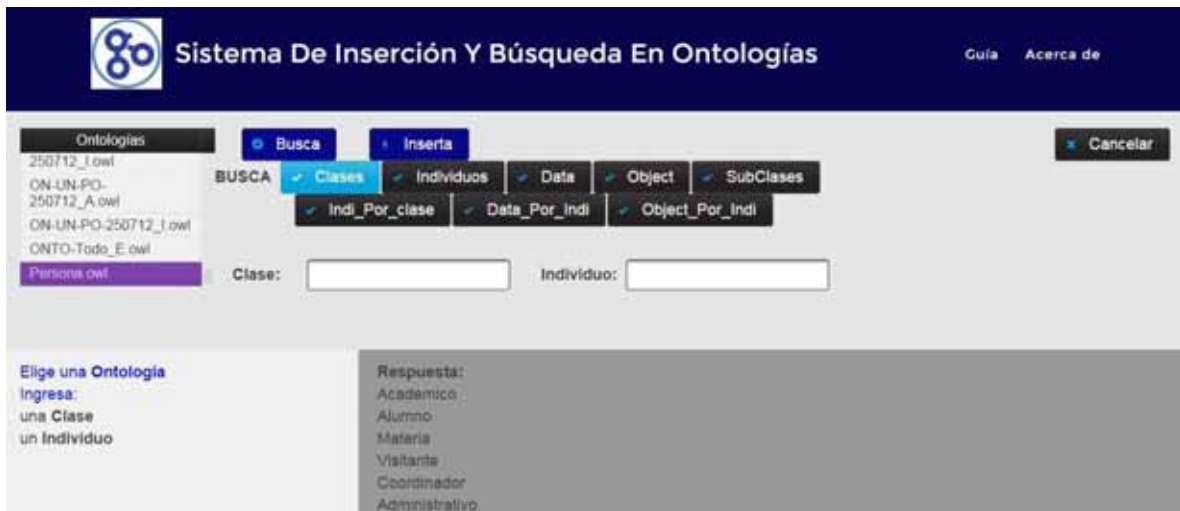 go
Sistema De Inserción Y Búsqueda En Ontologías
Guía Acerca de
Ontologías
250712_I.owl
ON-UN-PO-
250712_A.owl
ON-UN-PO-250712_I.owl
ONTO-Todo_E.owl
Persona.owl
Busca Inserta
Cancelar
BUSCA Clases Individuos Data Object SubClases
Indi_Por_clase Data_Por_Indi Object_Por_Indi
Clase: Individuo:
Elige una Ontologia
Ingresa:
una Clase
un Individuo
Respuesta:
Academico
Alumno
Materia
Visitante
Coordinador
Administrativo